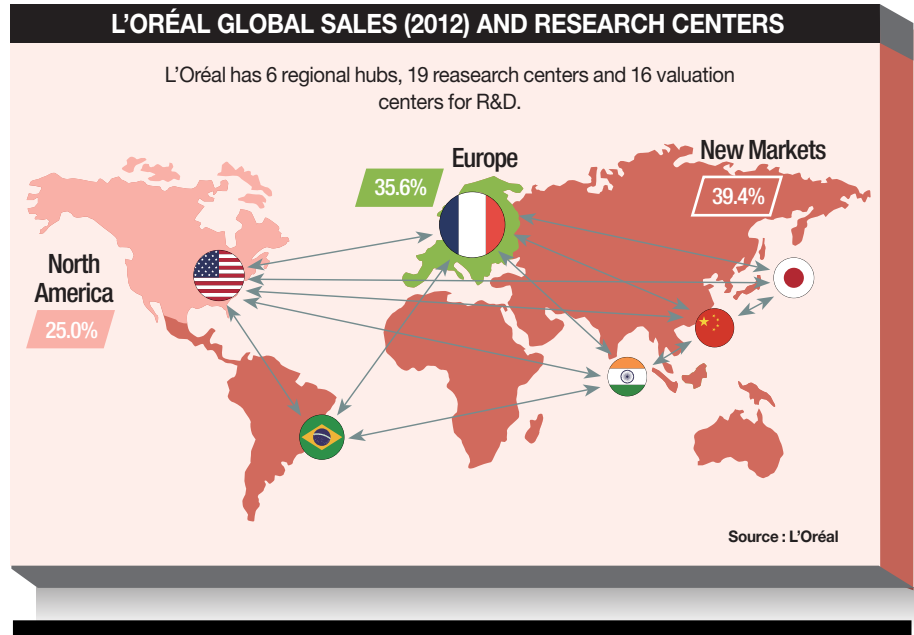 L'ORÉAL GLOBAL SALES (2012) AND RESEARCH CENTERS
L'Oréal has 6 regional hubs, 19 reasearch centers and 16 valuation
centers for R&D.
Europe
35.6%
New Markets
39.4%
North
America
25.0%
Source : L'Oréal